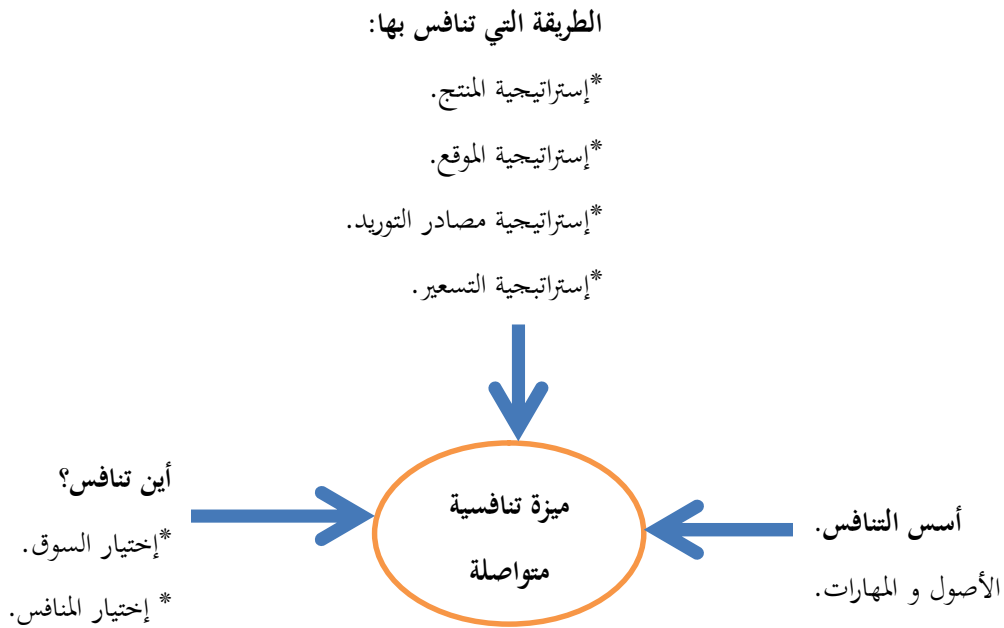 الطريقة التي تنافس بها:
*إستراتيجية المنتج.
*إستراتيجية الموقع.
*إستراتيجية مصادر التوريد.
*إستراتبجية التسعير.
أسس التنافس.
الأصول و المهارات.
ميزة تنافسية
متواصلة
أين تنافس؟
*إختيار السوق.
* إختيار المنافس.